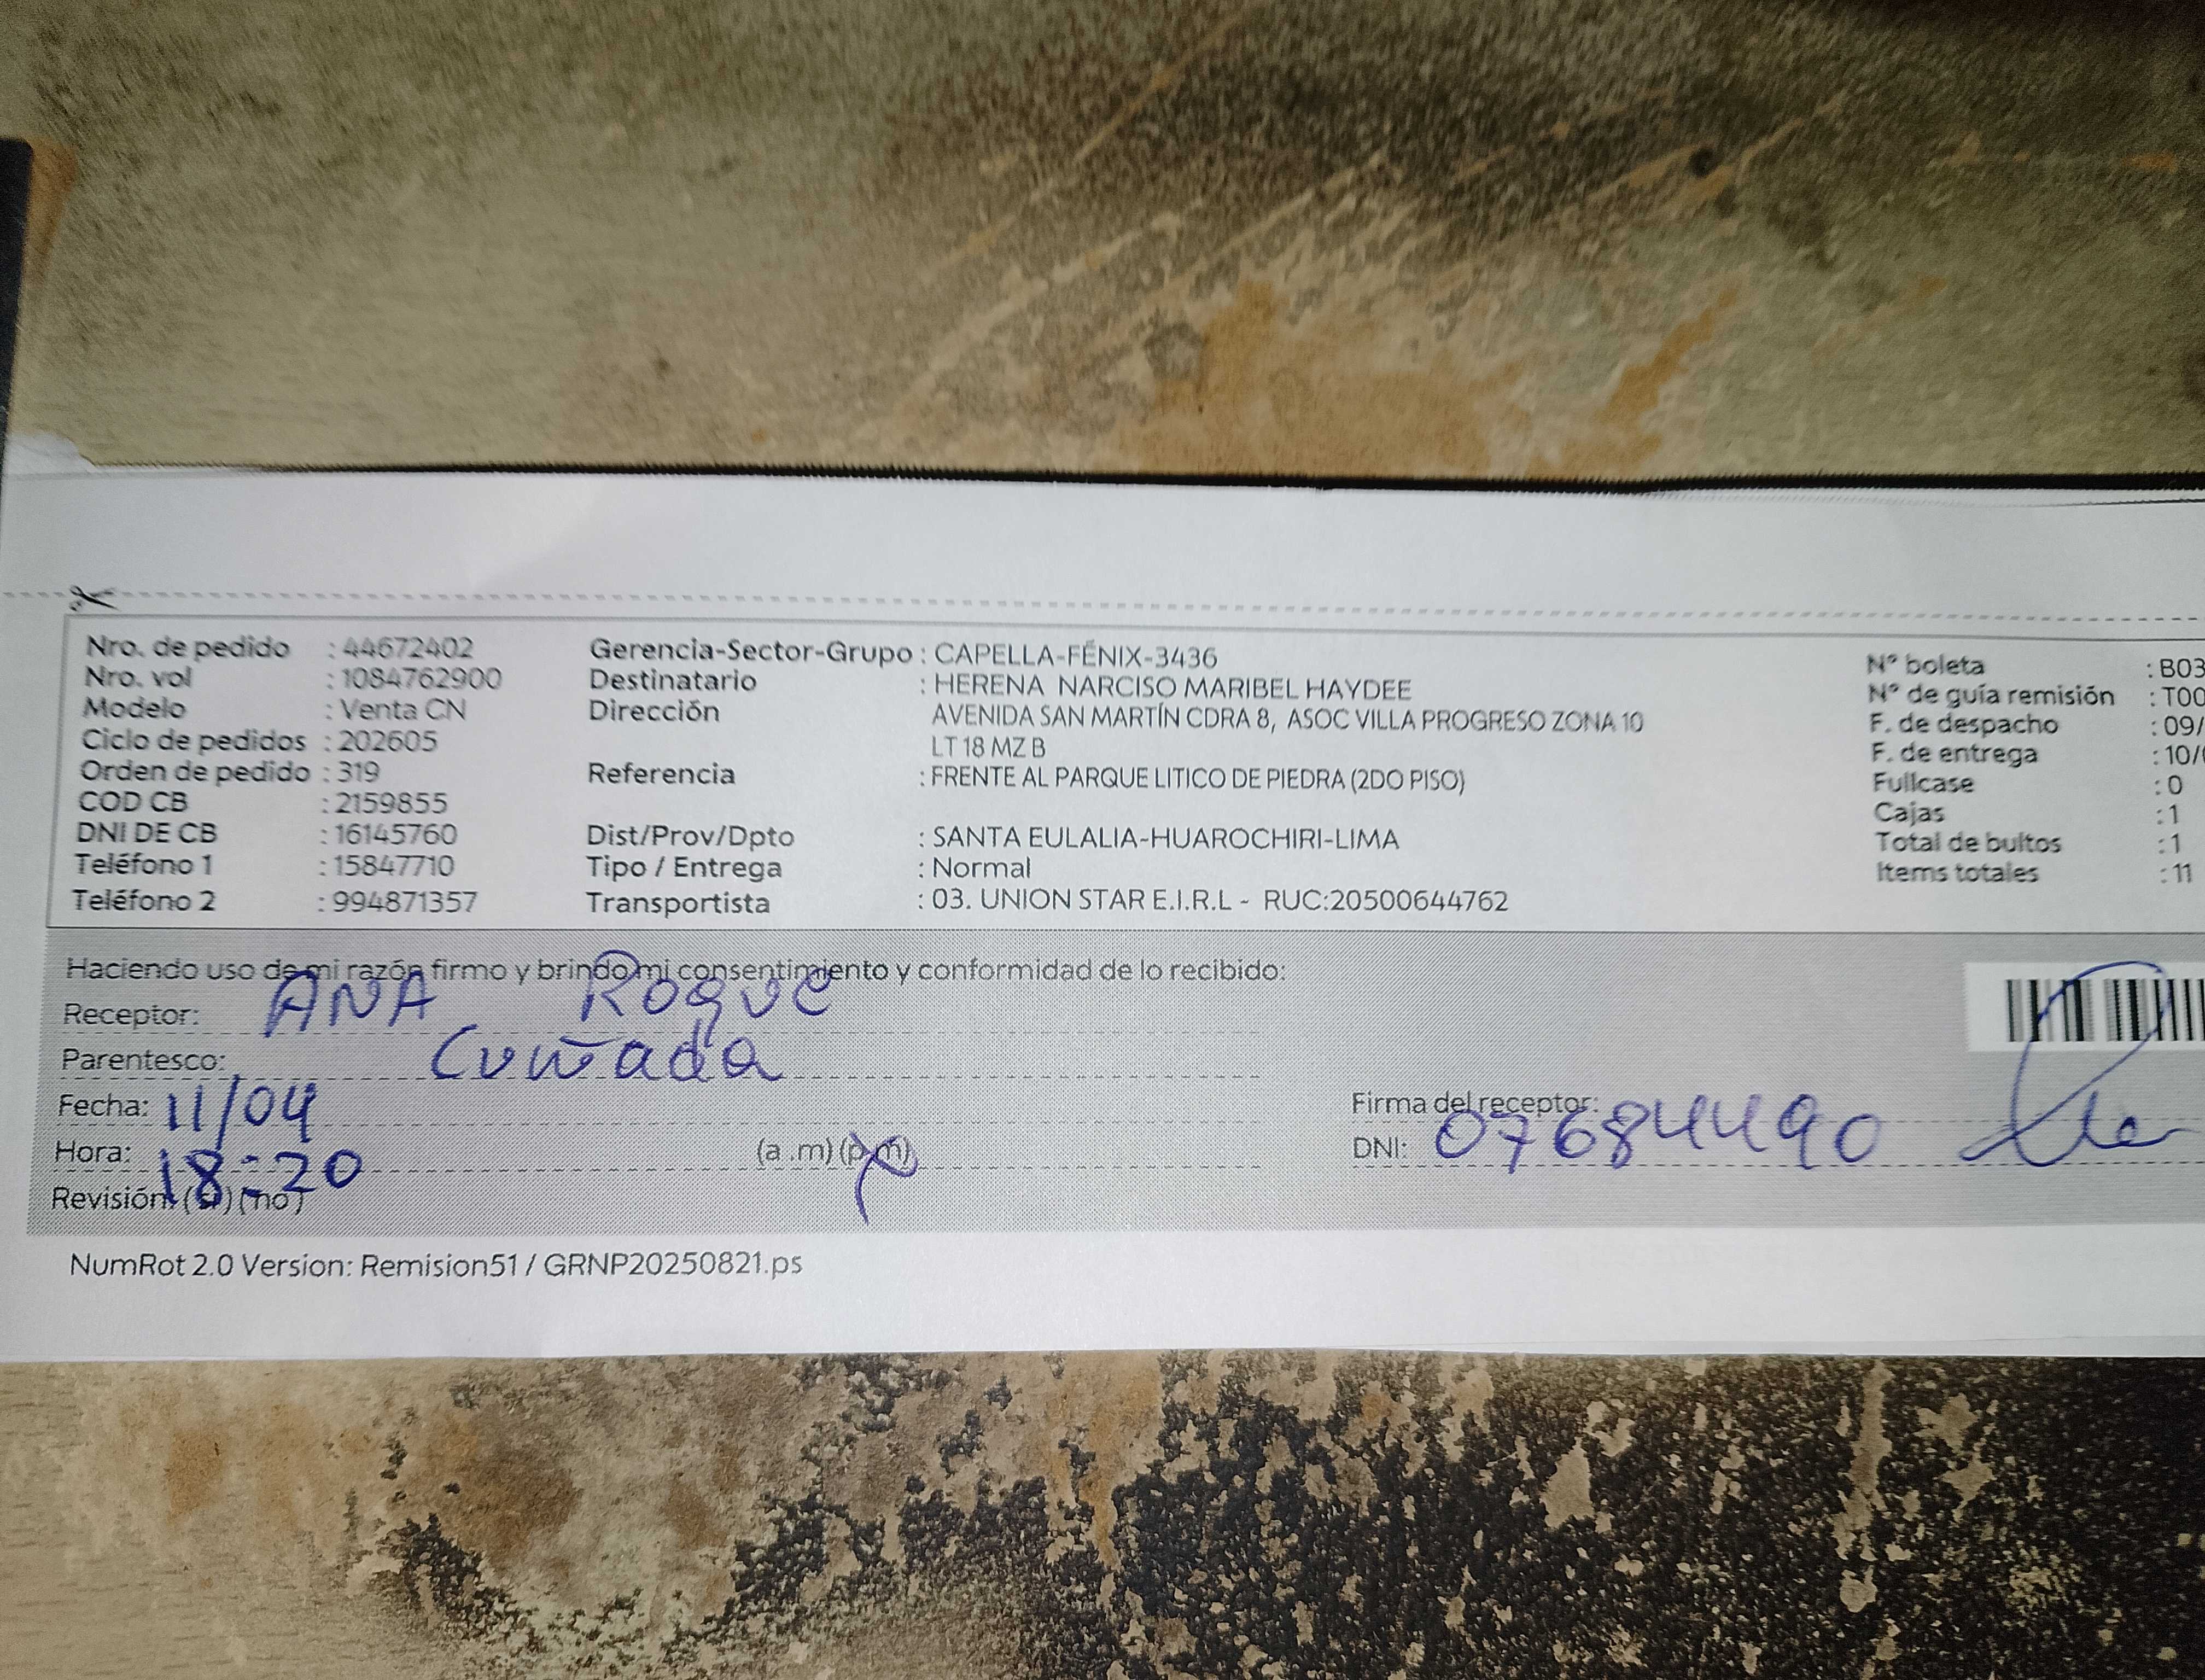 Nro. de pedido : 44672402
Nro. vol : 1084762900
Modelo : Venta CN
Ciclo de pedidos : 202605
Orden de pedido : 319
COD CB : 2159855
DNI DE CB : 16145760
Teléfono 1 : 15847710
Teléfono 2 : 994871357
Gerencia-Sector-Grupo : CAPELLA-FÉNIX-3436
Destinatario : HERENA NARCISO MARIBEL HAYDEE
Dirección AVENIDA SAN MARTÍN CDRA 8, ASOC VILLA PROGRESO ZONA 10
LT 18 MZ B
Referencia : FRENTE AL PARQUE LITICO DE PIEDRA (2DO PISO)
Dist/Prov/Dpto : SANTA EULALIA-HUAROCHIRI-LIMA
Tipo / Entrega : Normal
Transportista : 03. UNION STAR E.I.R.L - RUC:20500644762
N° boleta : B03
N° de guía remisión : T00
F. de despacho : 09/
F. de entrega : 10/
Fullcase : 0
Cajas : 1
Total de bultos : 1
Items totales : 11
Haciendo uso de mi razón firmo y brindo mi consentimiento y conformidad de lo recibido:
Receptor: ANA Roque
Parentesco: Cuñada
Fecha: 11/04
Hora: 18:20 (a .m) (p.m)
Revisión: (si) (no)
Firma del receptor:
DNI: 07684490
NumRot 2.0 Version: Remision51 / GRNP20250821.ps